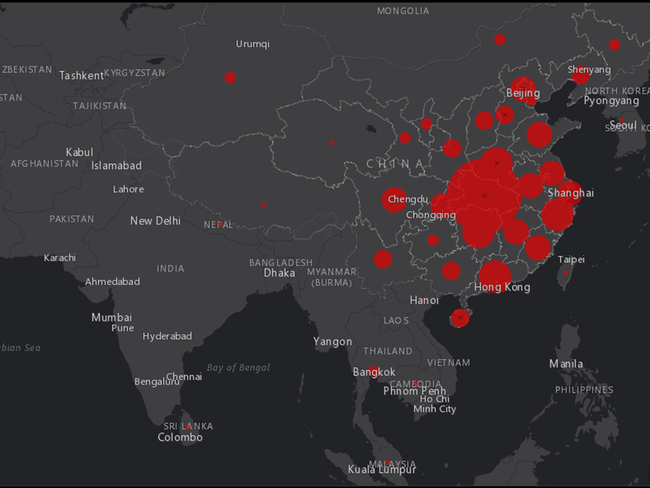 MONGOLIA
Urumqi
ZBEKISTAN
Tashkent
KYRGYZSTAN
Shenyang
STAN
TAJIKISTAN
Beijing
NORTH KOREA
Pyongyang
Seoul
Kabul
AFGHANISTAN
Islamabad
CHINA
Lahore
Chengdu
Shanghai
PAKISTAN
New Delhi
NEPAL
Chongqing
Karachi
INDIA
BANGLADESH
Dhaka
MYANMAR
(BURMA)
Taipei
Ahmedabad
Hong Kong
Hanoi
Mumbai
Pune
Hyderabad
LAOS
Yangon
bian Sea
THAILAND
VIETNAM
Manila
Bay of Bengal
Bangkok
Chennai
Bengaluru
CAMBODIA
Phnom Penh
PHILIPPINES
Ho Chi
Minh City
SRI LANKA
Colombo
MALAYSIA
Kuala Lumpur